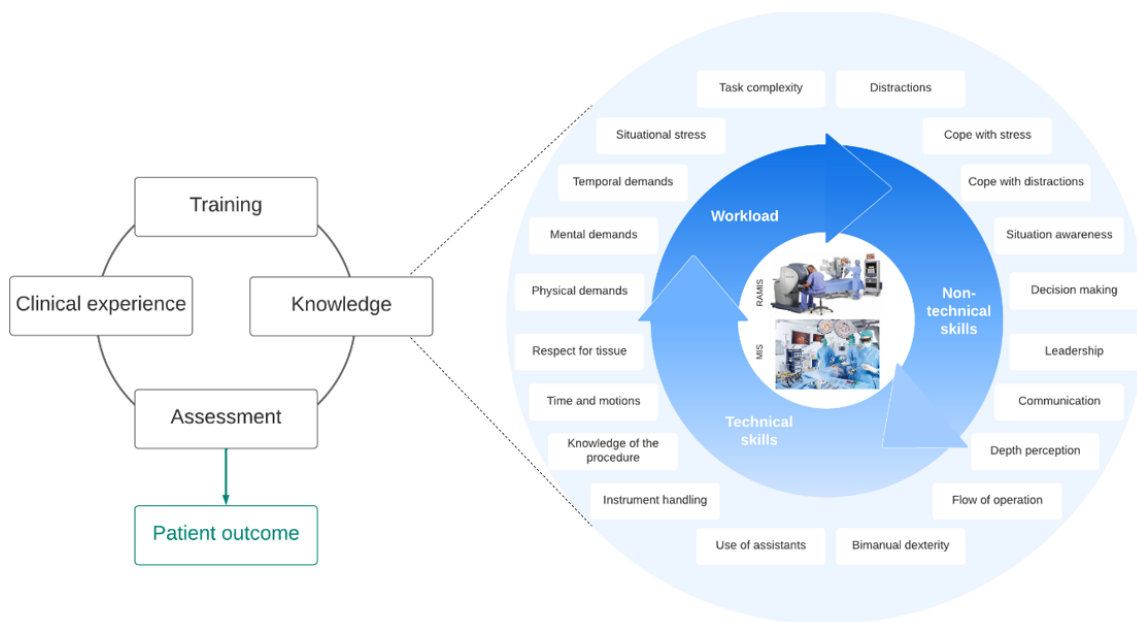 Training
Clinical experience
Knowledge
Assessment
Patient outcome
Task complexity
Distractions
Situational stress
Cope with stress
Temporal demands
Cope with distractions
Mental demands
Situation awareness
Physical demands
Decision making
Respect for tissue
Leadership
Time and motions
Communication
Knowledge of the
procedure
Depth perception
Instrument handling
Flow of operation
Use of assistants
Bimanual dexterity
Workload
Non-
technical
skills
Technical
skills
RAMIS
MIS